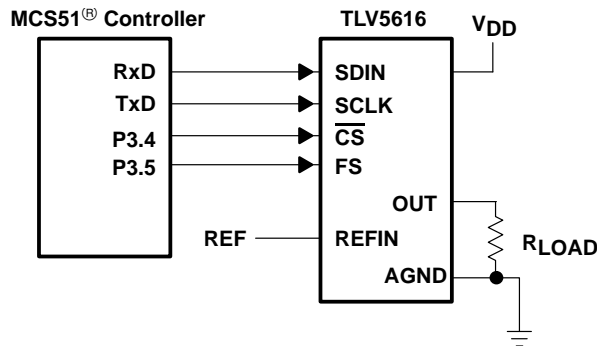 MCS51® Controller
TLV5616
VDD
RxD
SDIN
TxD
SCLK
P3.4
CS
P3.5
FS
OUT
REF
REFIN
RLOAD
AGND